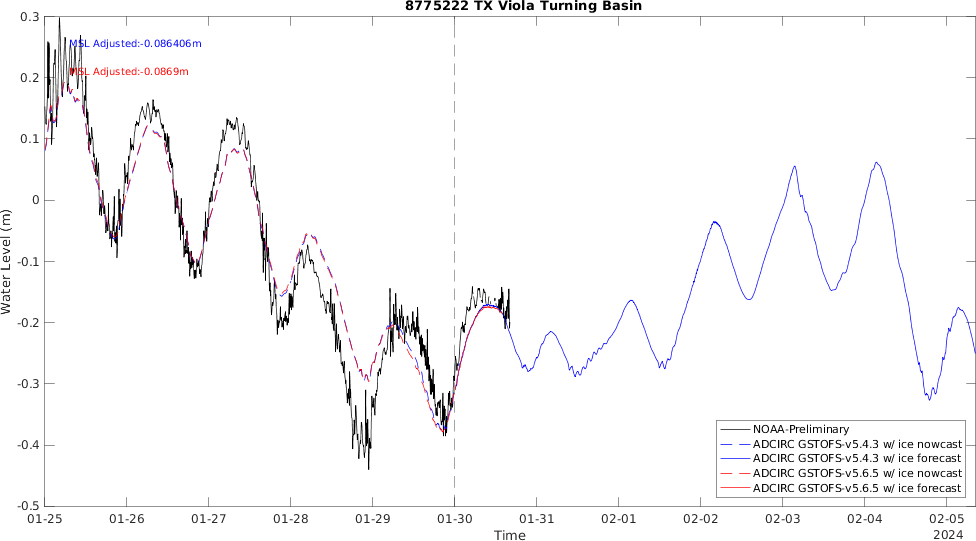 8775222 TX Viola Turning Basin
MSL Adjusted:-0.086406m
MSL Adjusted:-0.0869m
Water Level (m)
0.3
0.2
0.1
0
-0.1
-0.2
-0.3
-0.4
-0.5
NOAA-Preliminary
ADCIRC GSTOFS-v5.4.3 w/ ice nowcast
ADCIRC GSTOFS-v5.4.3 w/ ice forecast
ADCIRC GSTOFS-v5.6.5 w/ ice nowcast
ADCIRC GSTOFS-v5.6.5 w/ ice forecast
01-25 01-26 01-27 01-28 01-29 01-30 01-31 02-01 02-02 02-03 02-04 02-05
Time
2024